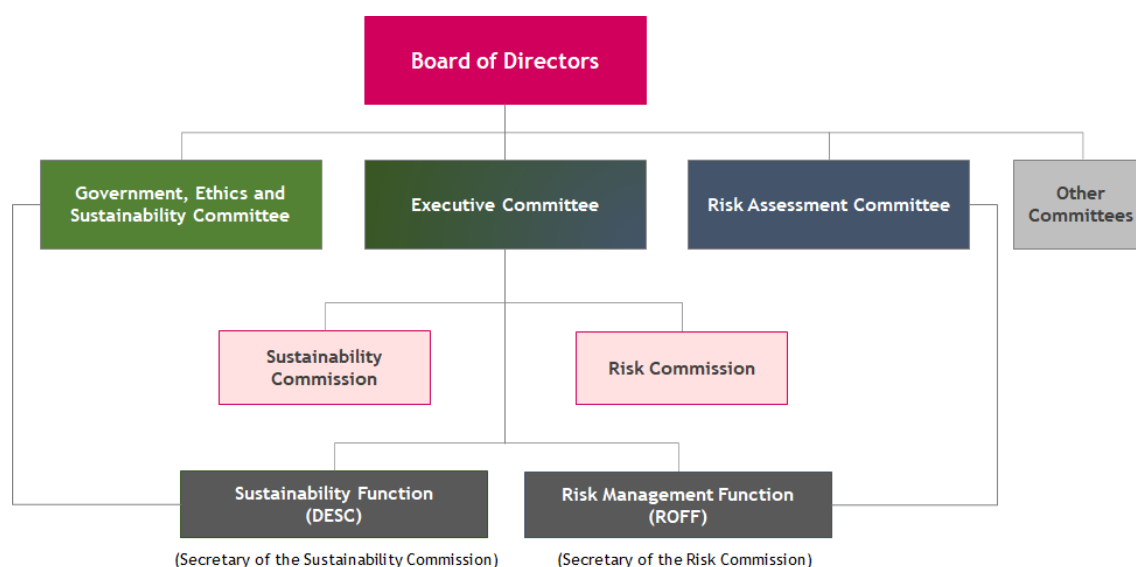 Board of Directors
Government, Ethics and
Sustainability Committee
Executive Committee
Risk Assessment Committee
Other
Committees
Sustainability
Commission
Risk Commission
Sustainability Function
(DESC)
Risk Management Function
(ROFF)
(Secretary of the Sustainability Commission)
(Secretary of the Risk Commission)